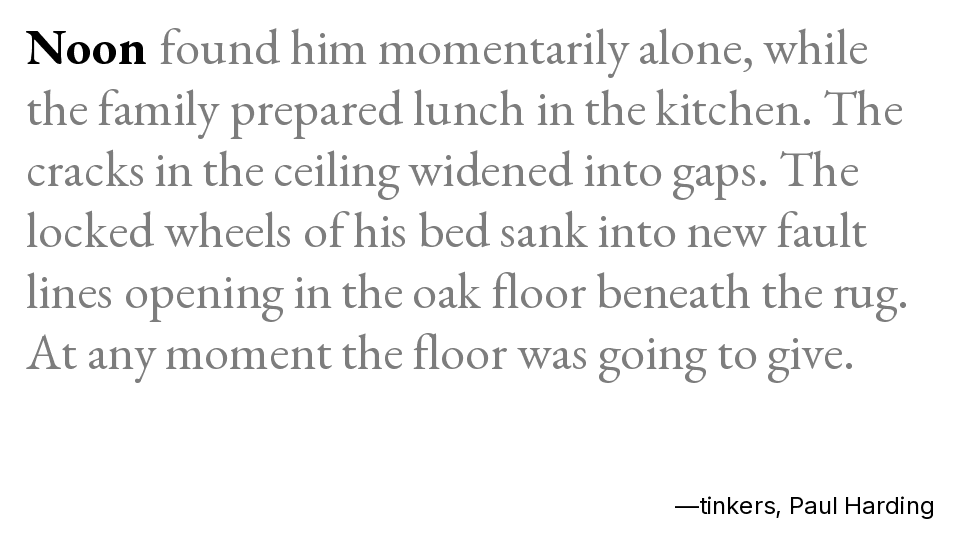 Noon found him momentarily alone, while
the family prepared lunch in the kitchen. The
cracks in the ceiling widened into gaps. The
locked wheels of his bed sank into new fault
lines opening in the oak floor beneath the rug.
At any moment the floor was going to give.
—tinkers, Paul Harding